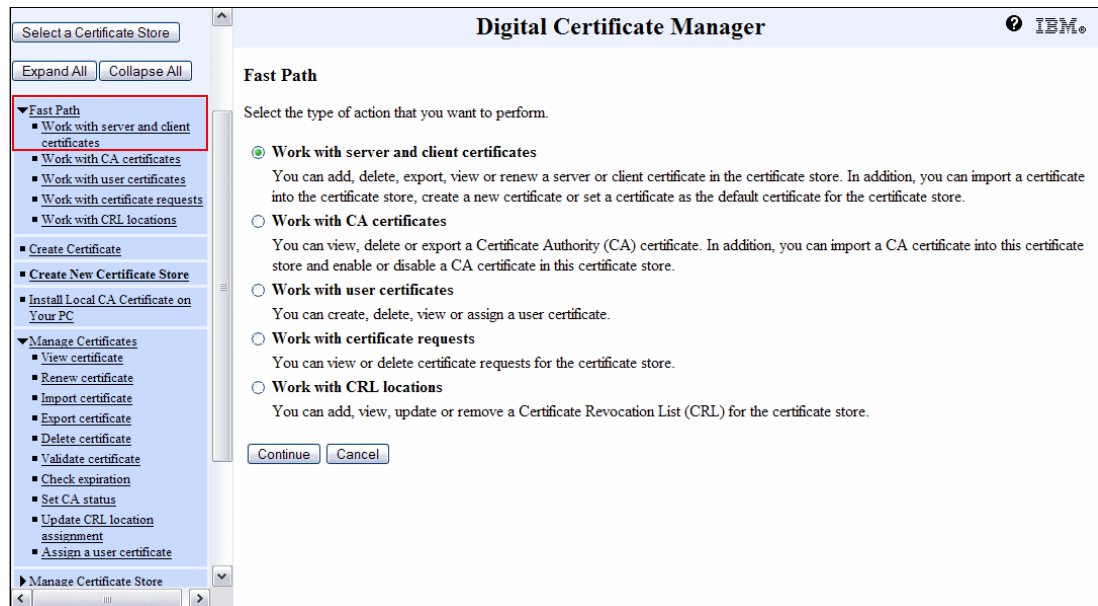 Select a Certificate Store
Expand All Collapse All
Fast Path
Work with server and client
certificates
Work with CA certificates
Work with user certificates
Work with certificate requests
Work with CRL locations
Create Certificate
Create New Certificate Store
Install Local CA Certificate on
Your PC
Manage Certificates
View certificate
Renew certificate
Import certificate
Export certificate
Delete certificate
Validate certificate
Check expiration
Set CA status
Update CRL location
assignment
Assign a user certificate
Manage Certificate Store
Digital Certificate Manager
? IBM®
Fast Path
Select the type of action that you want to perform.
Work with server and client certificates
You can add, delete, export, view or renew a server or client certificate in the certificate store. In addition, you can import a certificate
into the certificate store, create a new certificate or set a certificate as the default certificate for the certificate store.
Work with CA certificates
You can view, delete or export a Certificate Authority (CA) certificate. In addition, you can import a CA certificate into this certificate
store and enable or disable a CA certificate in this certificate store.
Work with user certificates
You can create, delete, view or assign a user certificate.
Work with certificate requests
You can view or delete certificate requests for the certificate store.
Work with CRL locations
You can add, view, update or remove a Certificate Revocation List (CRL) for the certificate store.
Continue Cancel